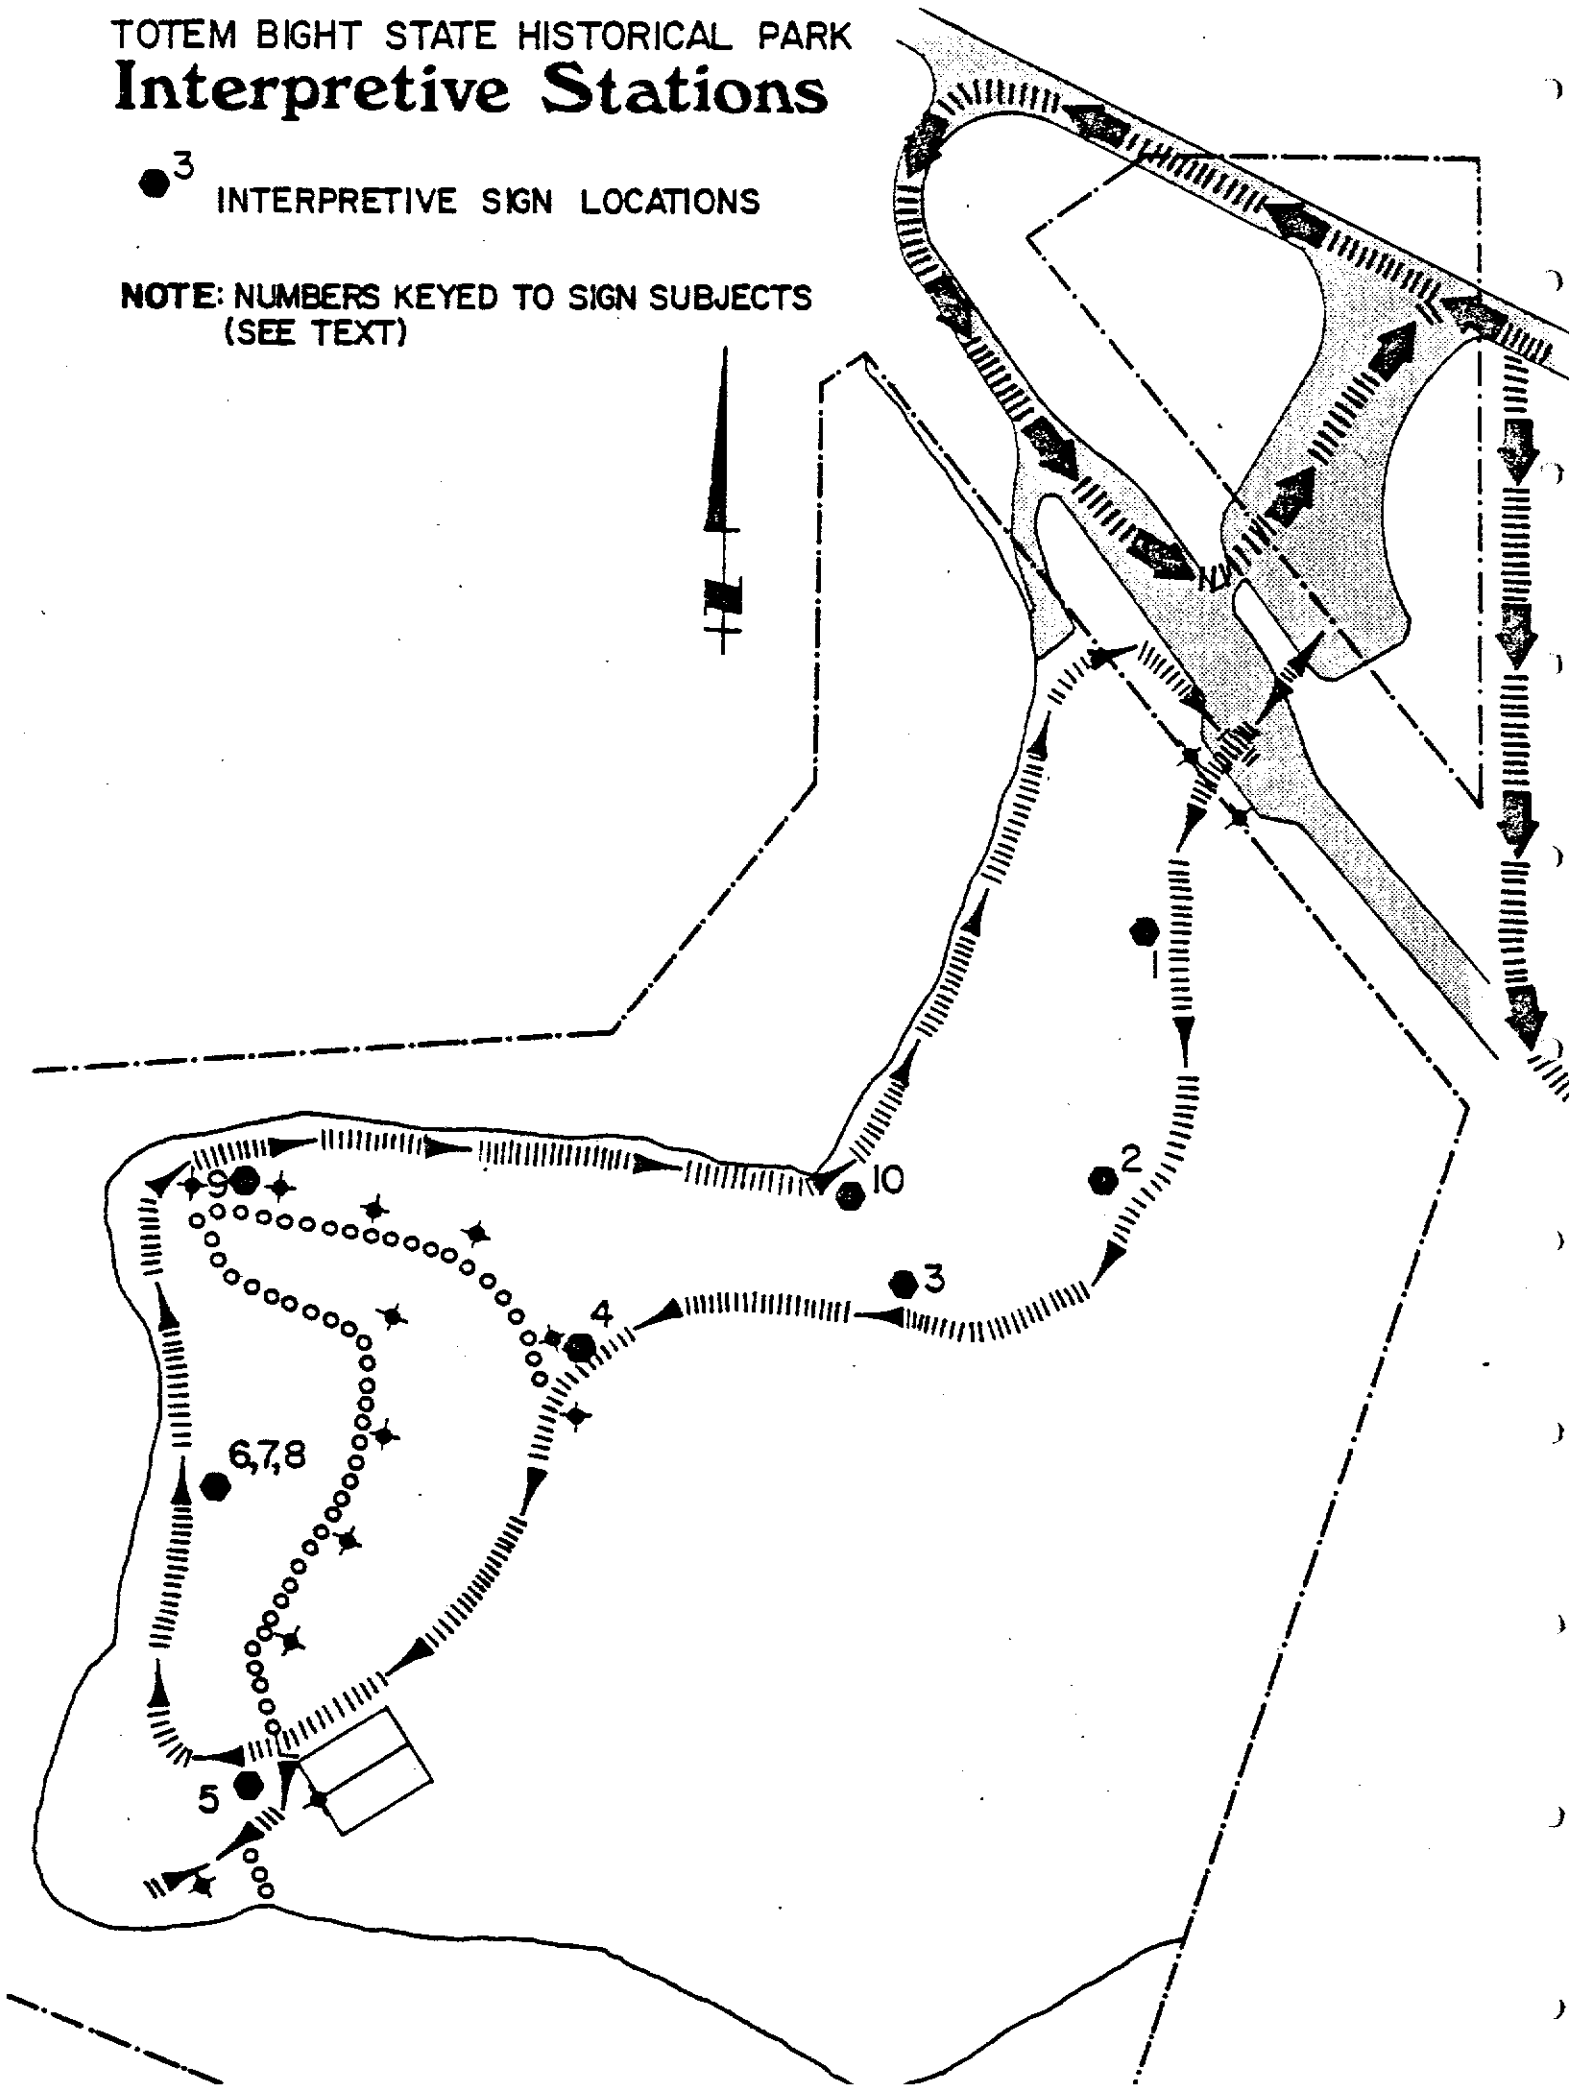 TOTEM BIGHT STATE HISTORICAL PARK
Interpretive Stations
3
INTERPRETIVE SIGN LOCATIONS
NOTE: NUMBERS KEYED TO SIGN SUBJECTS
(SEE TEXT)
N
1
2
10
9
3
4
6,7,8
5